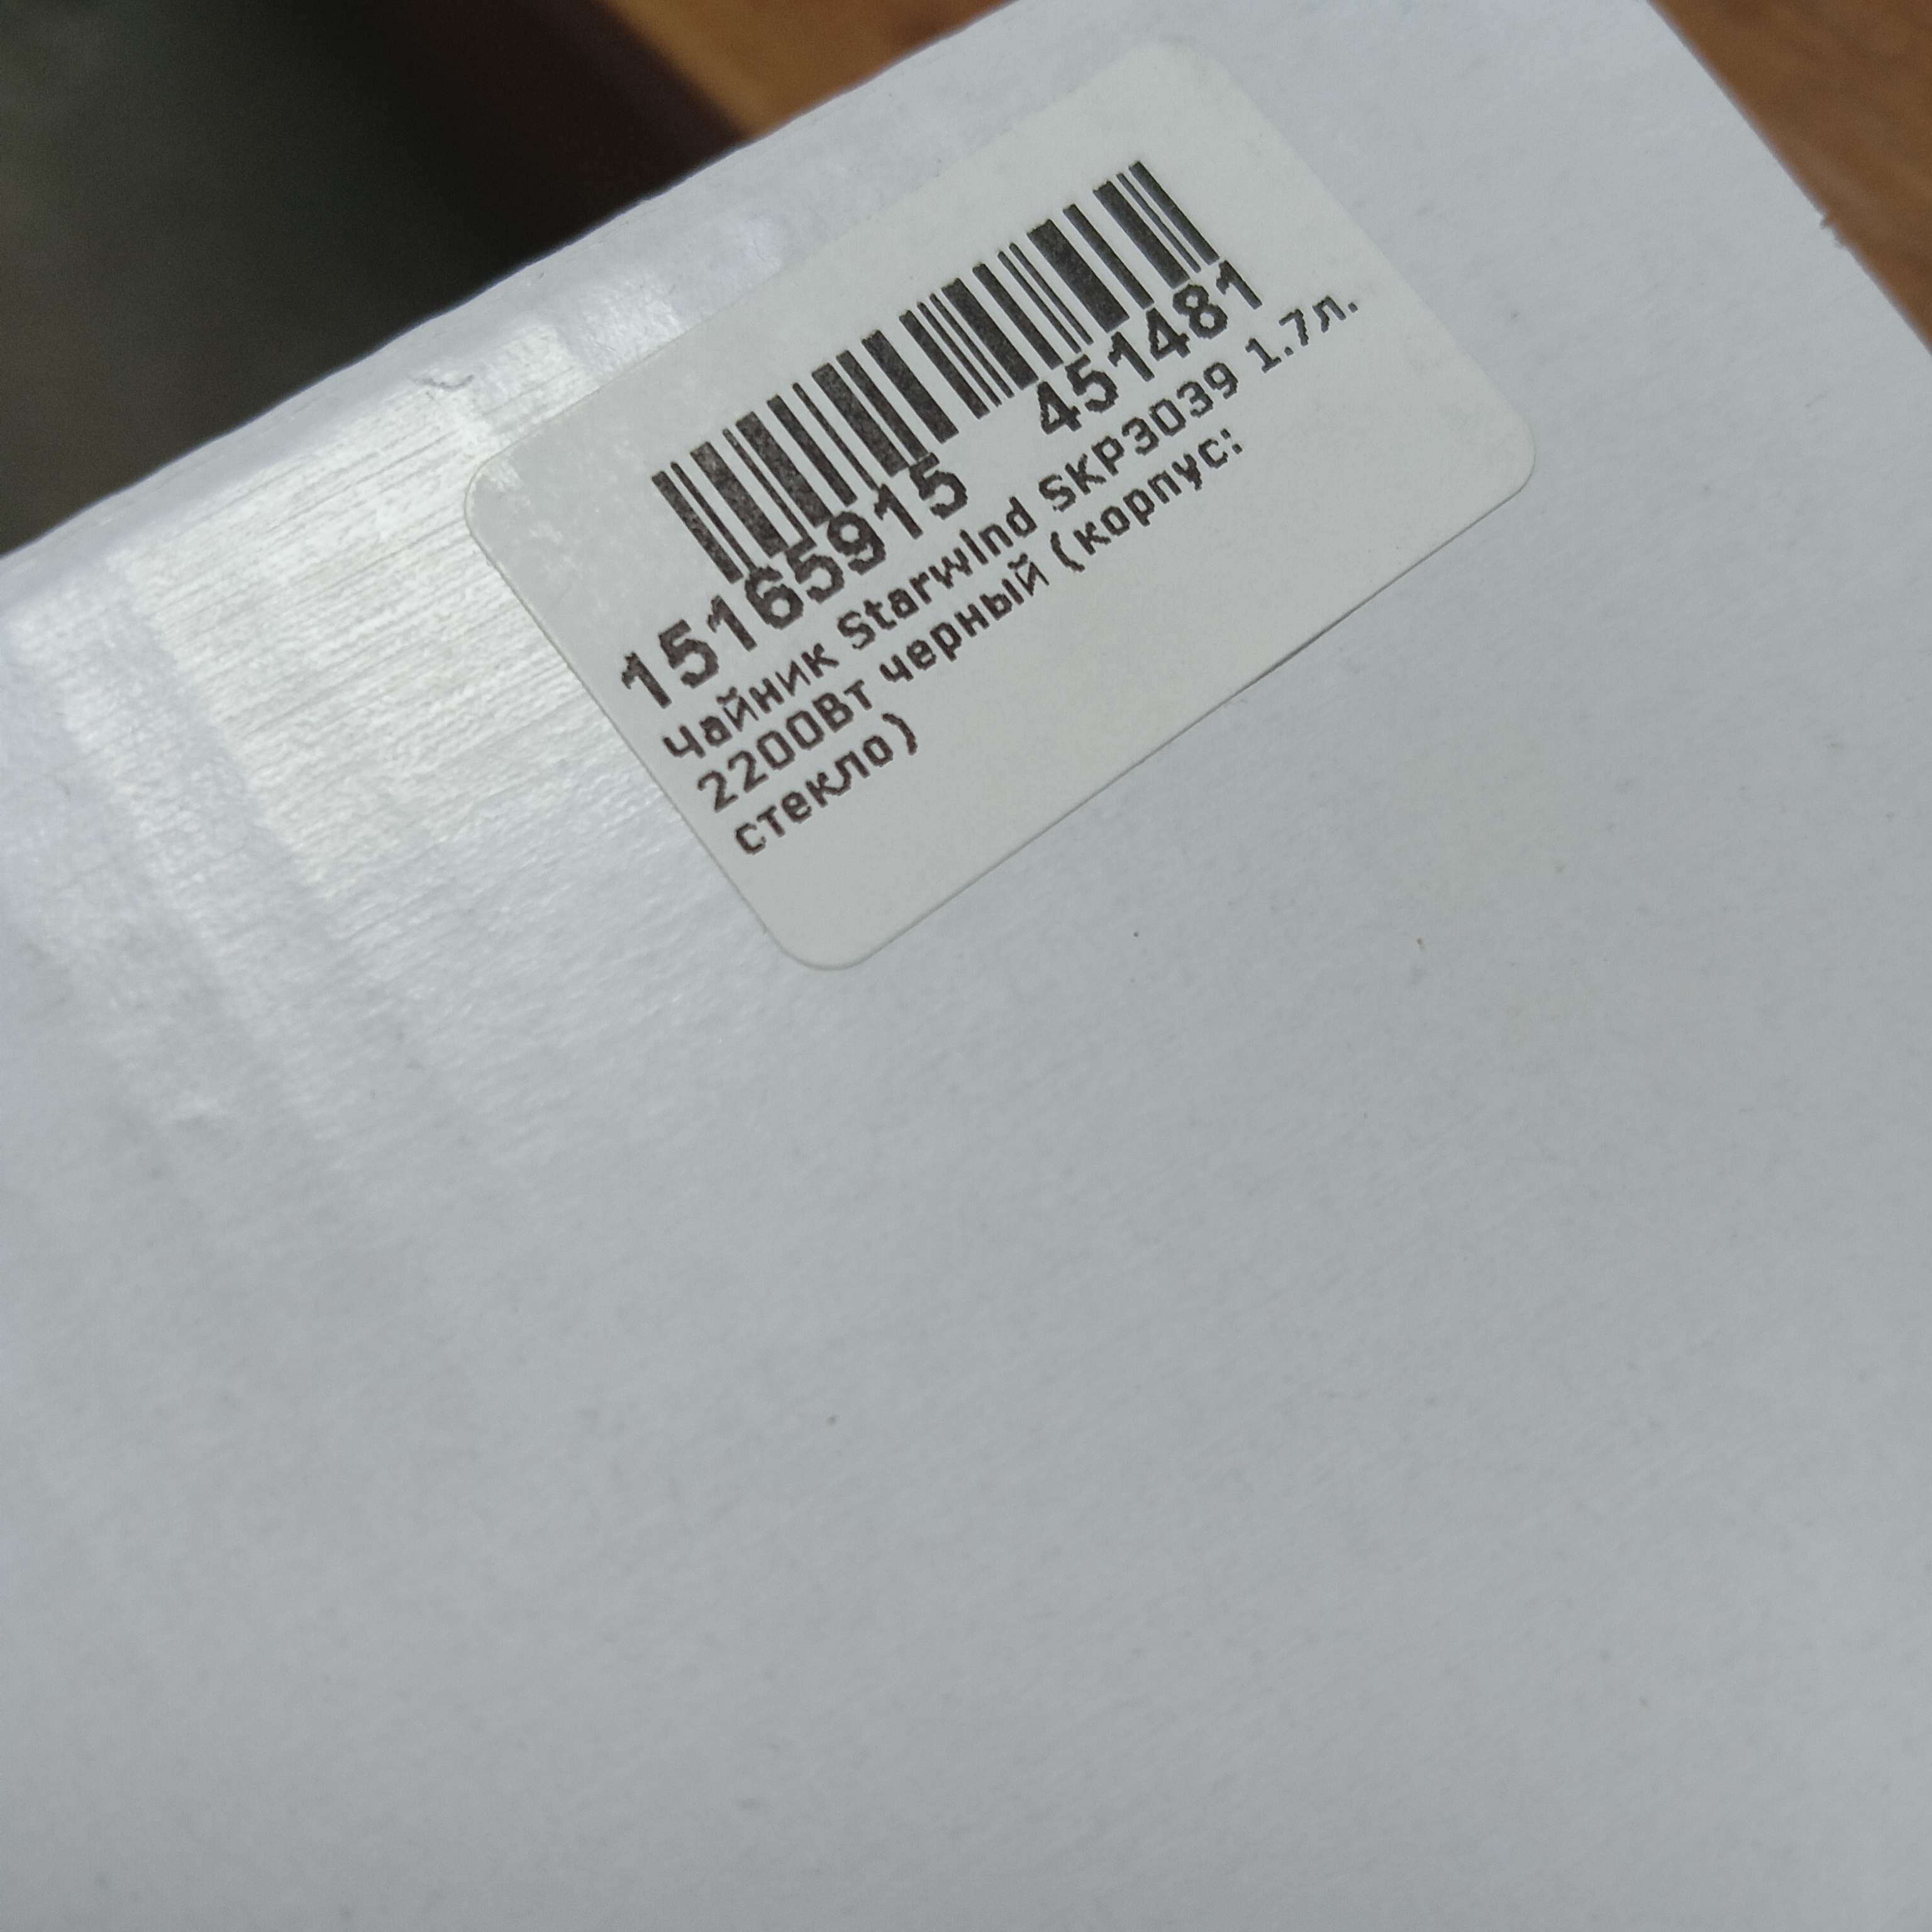 15165915 451481
Чайник Starwind SKP3039 1.7л.
2200Вт черный (корпус:
стекло)